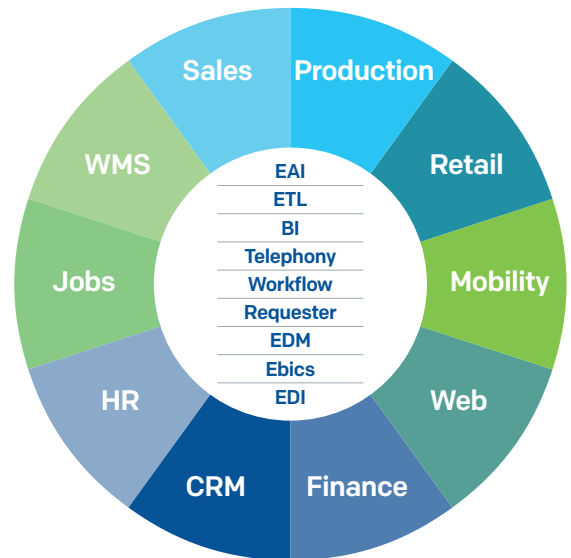 Sales
Production
WMS
Retail
EAI
ETL
BI
Telephony
Workflow
Requester
EDM
Ebics
EDI
Jobs
Mobility
HR
Web
CRM
Finance